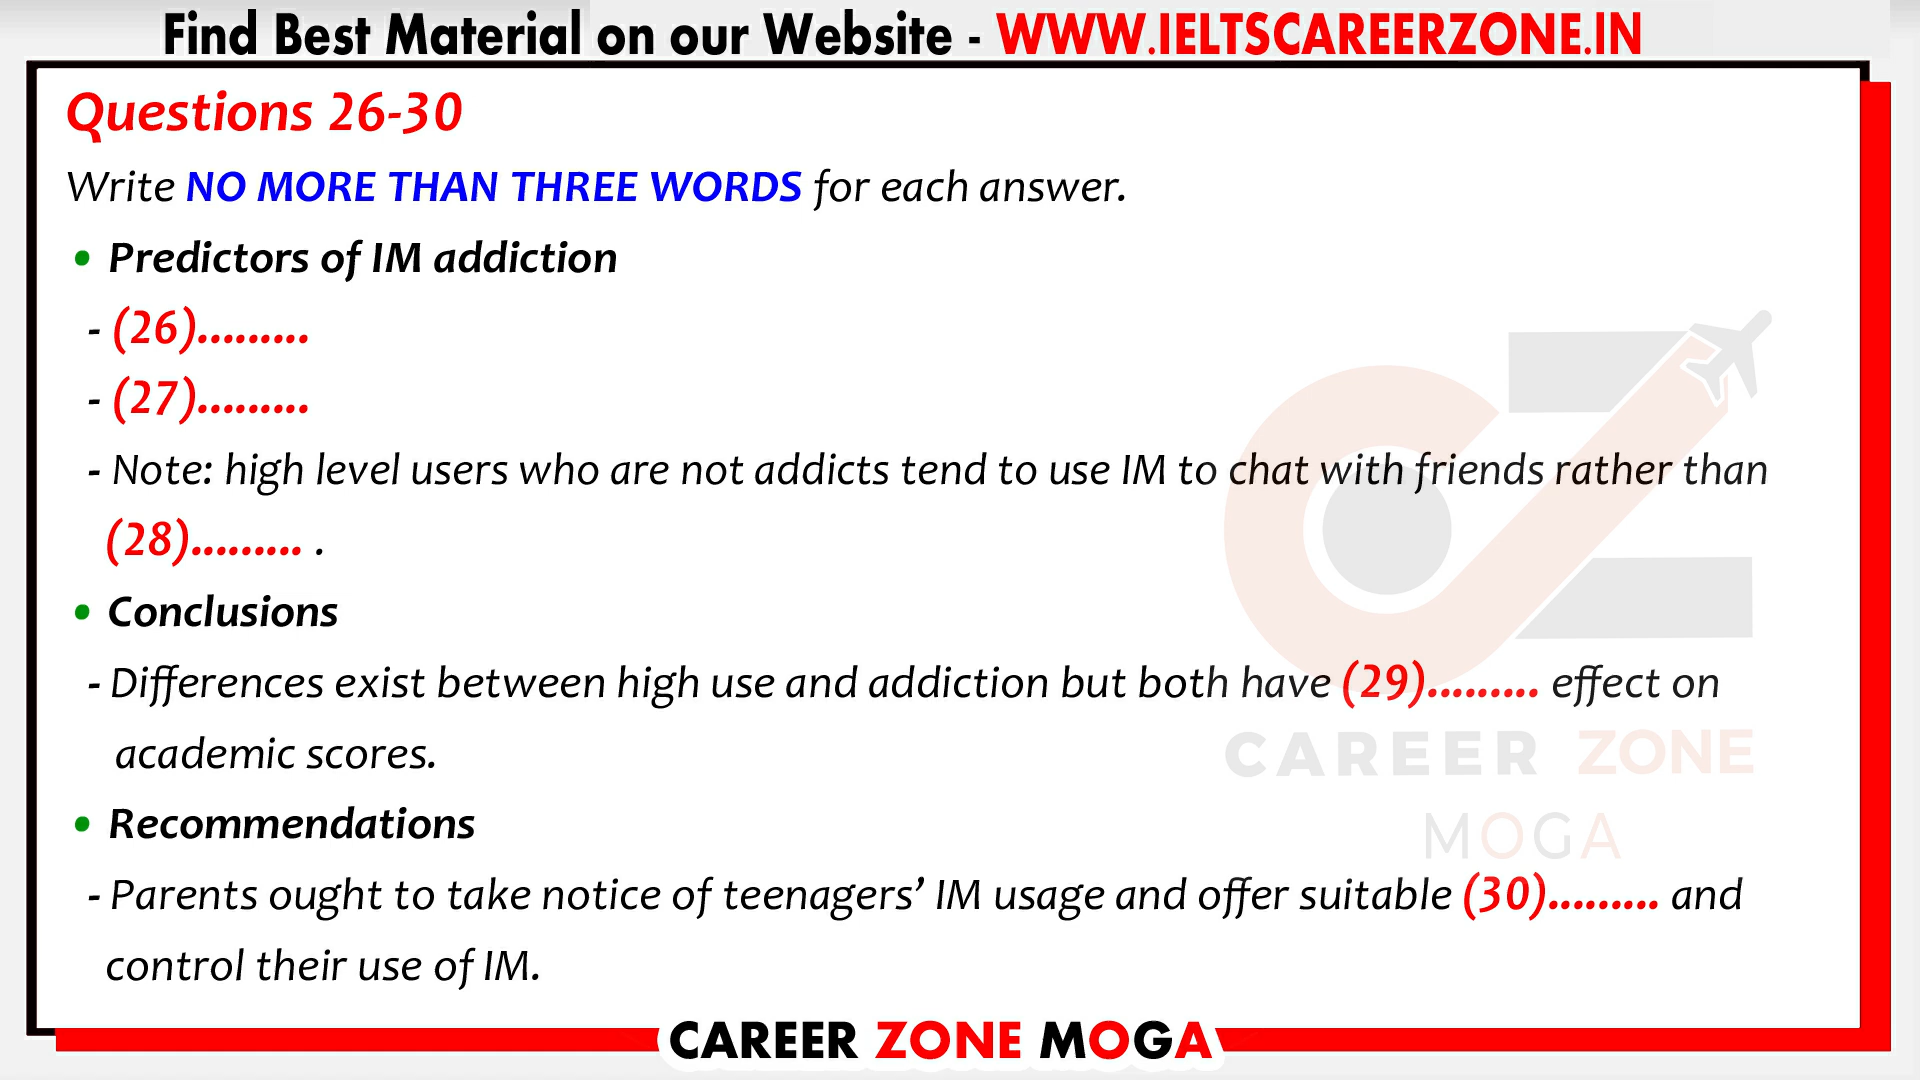 Find Best Material on our Website - WWW.IELTSCAREERZONE.IN
Questions 26-30
Write NO MORE THAN THREE WORDS for each answer.
• Predictors of IM addiction
- (26).........
- (27).........
- Note: high level users who are not addicts tend to use IM to chat with friends rather than
(28)......... .
• Conclusions
- Differences exist between high use and addiction but both have (29)......... effect on
academic scores.
CAREER ZONE
• Recommendations
MOGA
- Parents ought to take notice of teenagers’ IM usage and offer suitable (30)......... and
control their use of IM.
CAREER ZONE MOGA